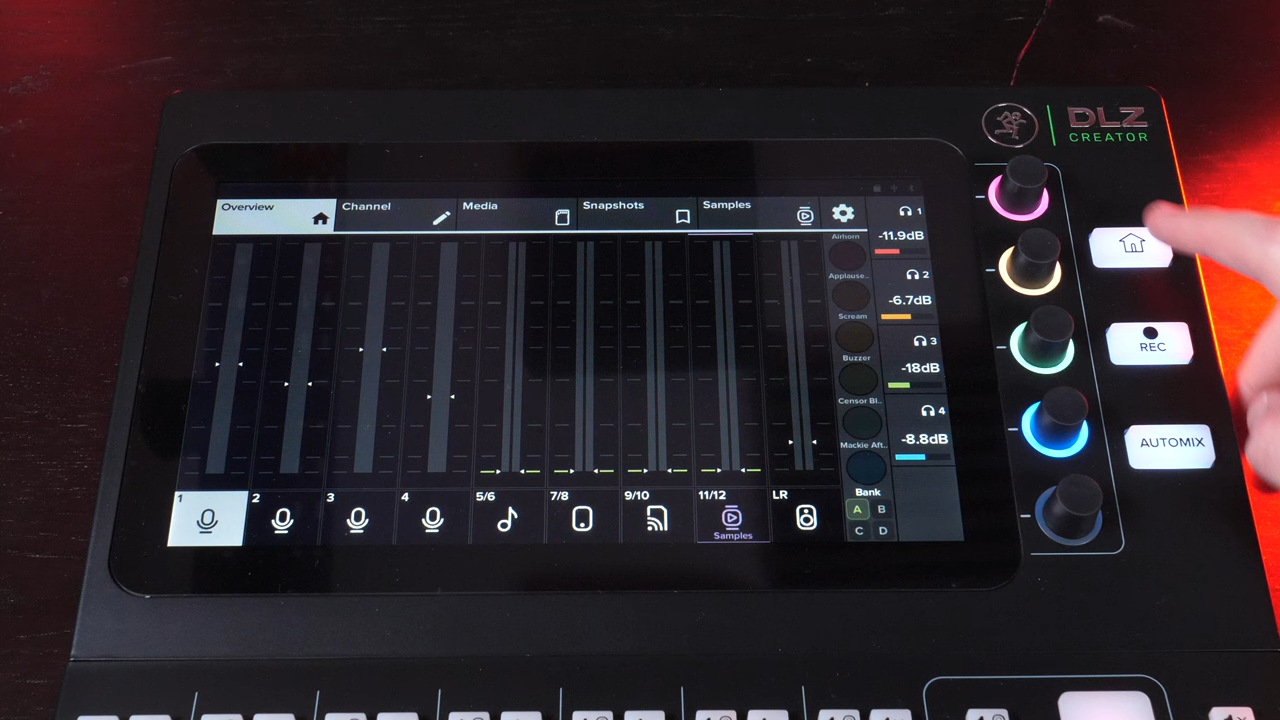 DLZ
CREATOR
Overview
Channel
Media
Snapshots
Samples
1
-11.9dB
2
-6.7dB
3
-18dB
4
-8.8dB
Airhorn
Applause..
Scream
Buzzer
Censor Bl..
Mackie Aft..
Bank
A B
C D
1
2
3
4
5/6
7/8
9/10
11/12
LR
Samples
REC
AUTOMIX